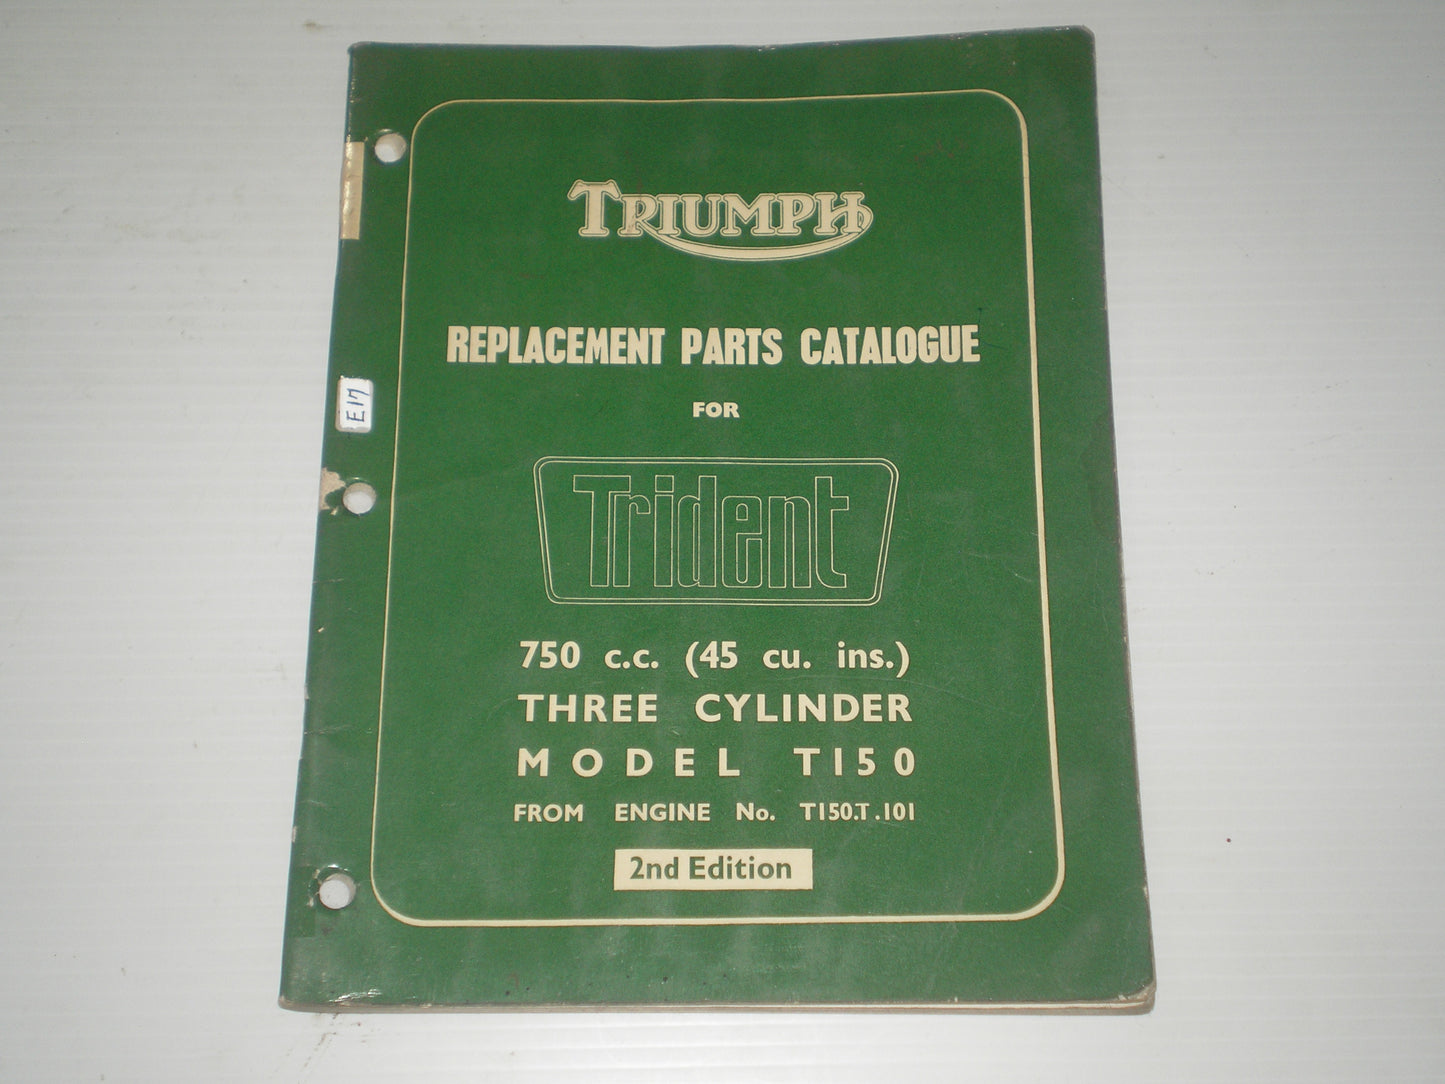 TRIUMPH
REPLACEMENT PARTS CATALOGUE
FOR
Trident
750 c.c. (45 cu. ins.)
THREE CYLINDER
MODEL T150
FROM ENGINE No. T150.T.101
2nd Edition
E17